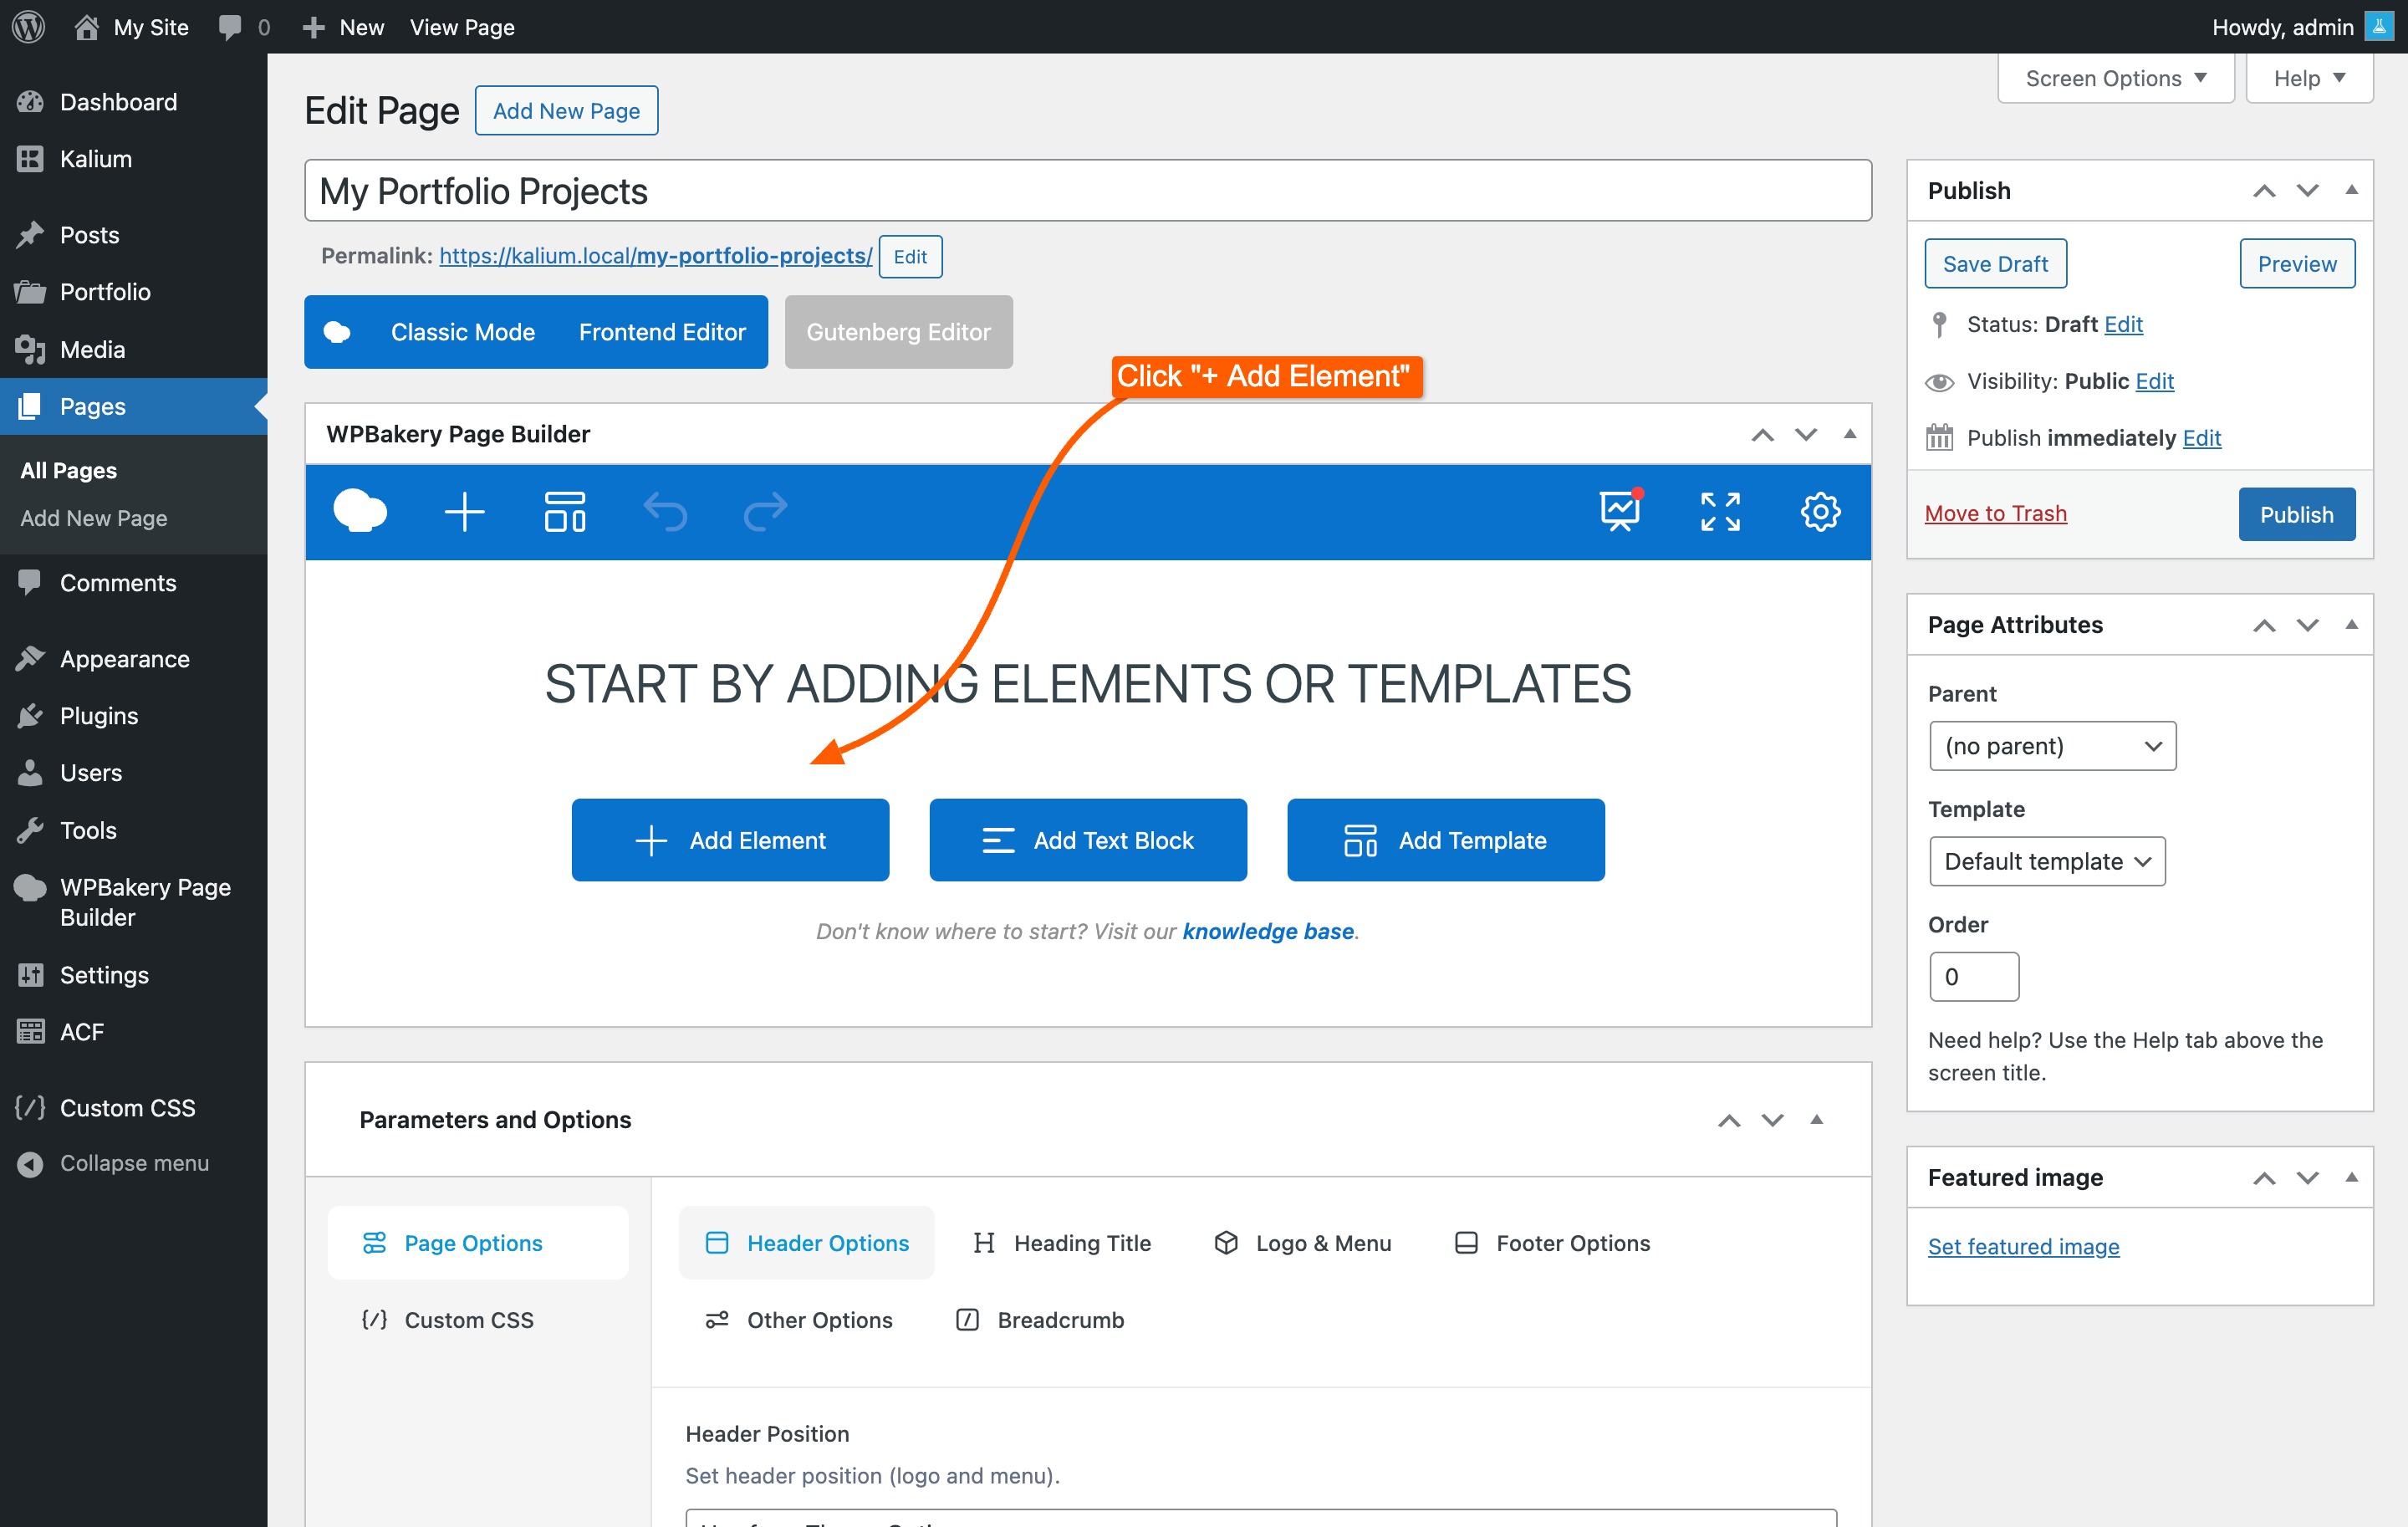 My Site 0 New View Page Howdy, admin
Screen Options Help
Dashboard
Kalium
Posts
Portfolio
Media
Pages
All Pages
Add New Page
Comments
Appearance
Plugins
Users
Tools
WPBakery Page
Builder
Settings
ACF
Custom CSS
Collapse menu
Edit Page Add New Page
My Portfolio Projects
Permalink: https://kalium.local/my-portfolio-projects/ Edit
Classic Mode Frontend Editor Gutenberg Editor
Click "+ Add Element"
WPBakery Page Builder
START BY ADDING ELEMENTS OR TEMPLATES
Add Element Add Text Block Add Template
Don't know where to start? Visit our knowledge base.
Parameters and Options
Page Options
Custom CSS
Header Options Heading Title Logo & Menu Footer Options
Other Options Breadcrumb
Header Position
Set header position (logo and menu).
Publish
Save Draft Preview
Status: Draft Edit
Visibility: Public Edit
Publish immediately Edit
Move to Trash Publish
Page Attributes
Parent
(no parent)
Template
Default template
Order
0
Need help? Use the Help tab above the
screen title.
Featured image
Set featured image